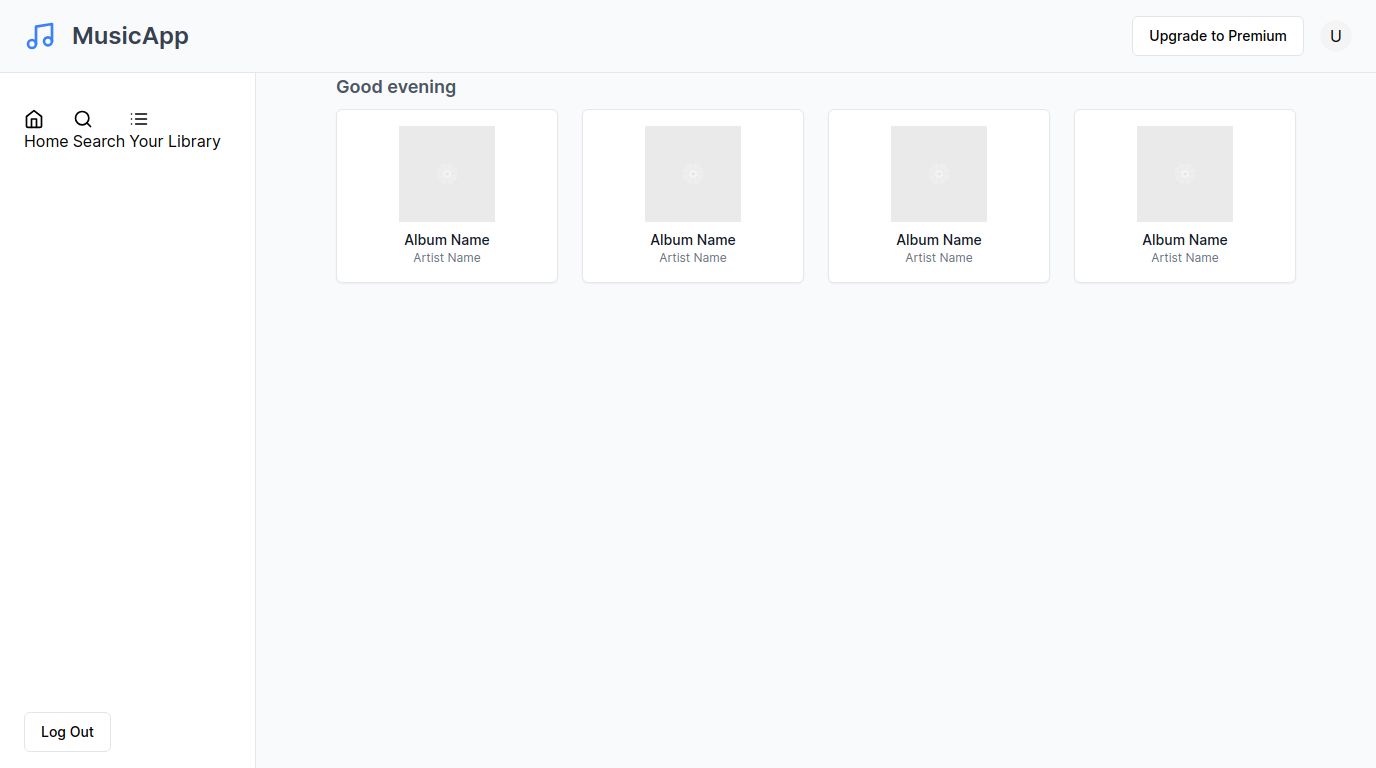 MusicApp
Upgrade to Premium
U
Home Search Your Library
Good evening
Album Name
Artist Name
Album Name
Artist Name
Album Name
Artist Name
Album Name
Artist Name
Log Out